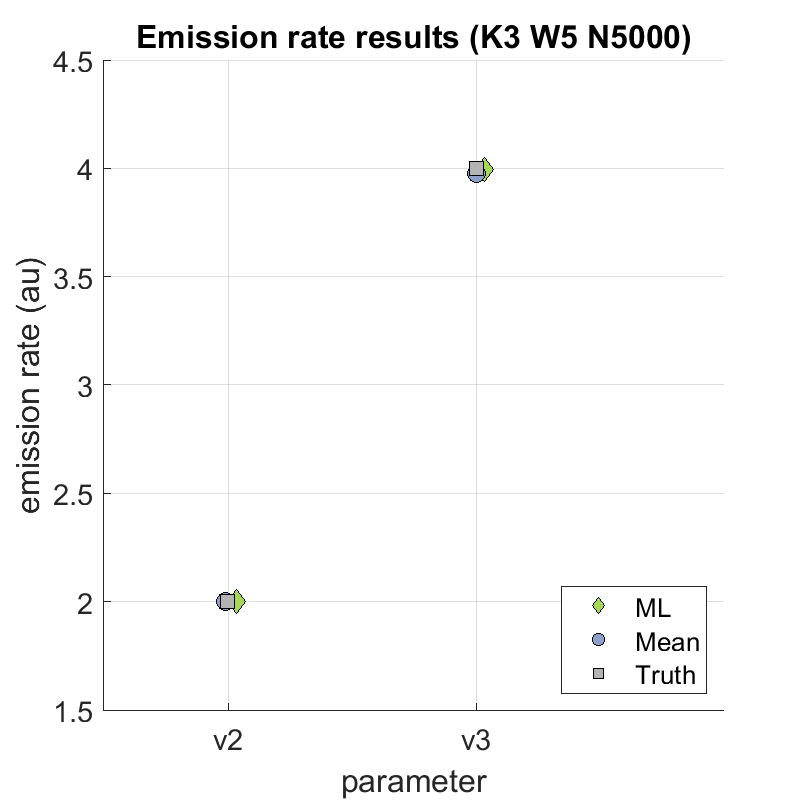 Emission rate results (K3 W5 N5000)
4.5
4
3.5
3
2.5
2
1.5
emission rate (au)
v2
v3
parameter
ML
Mean
Truth